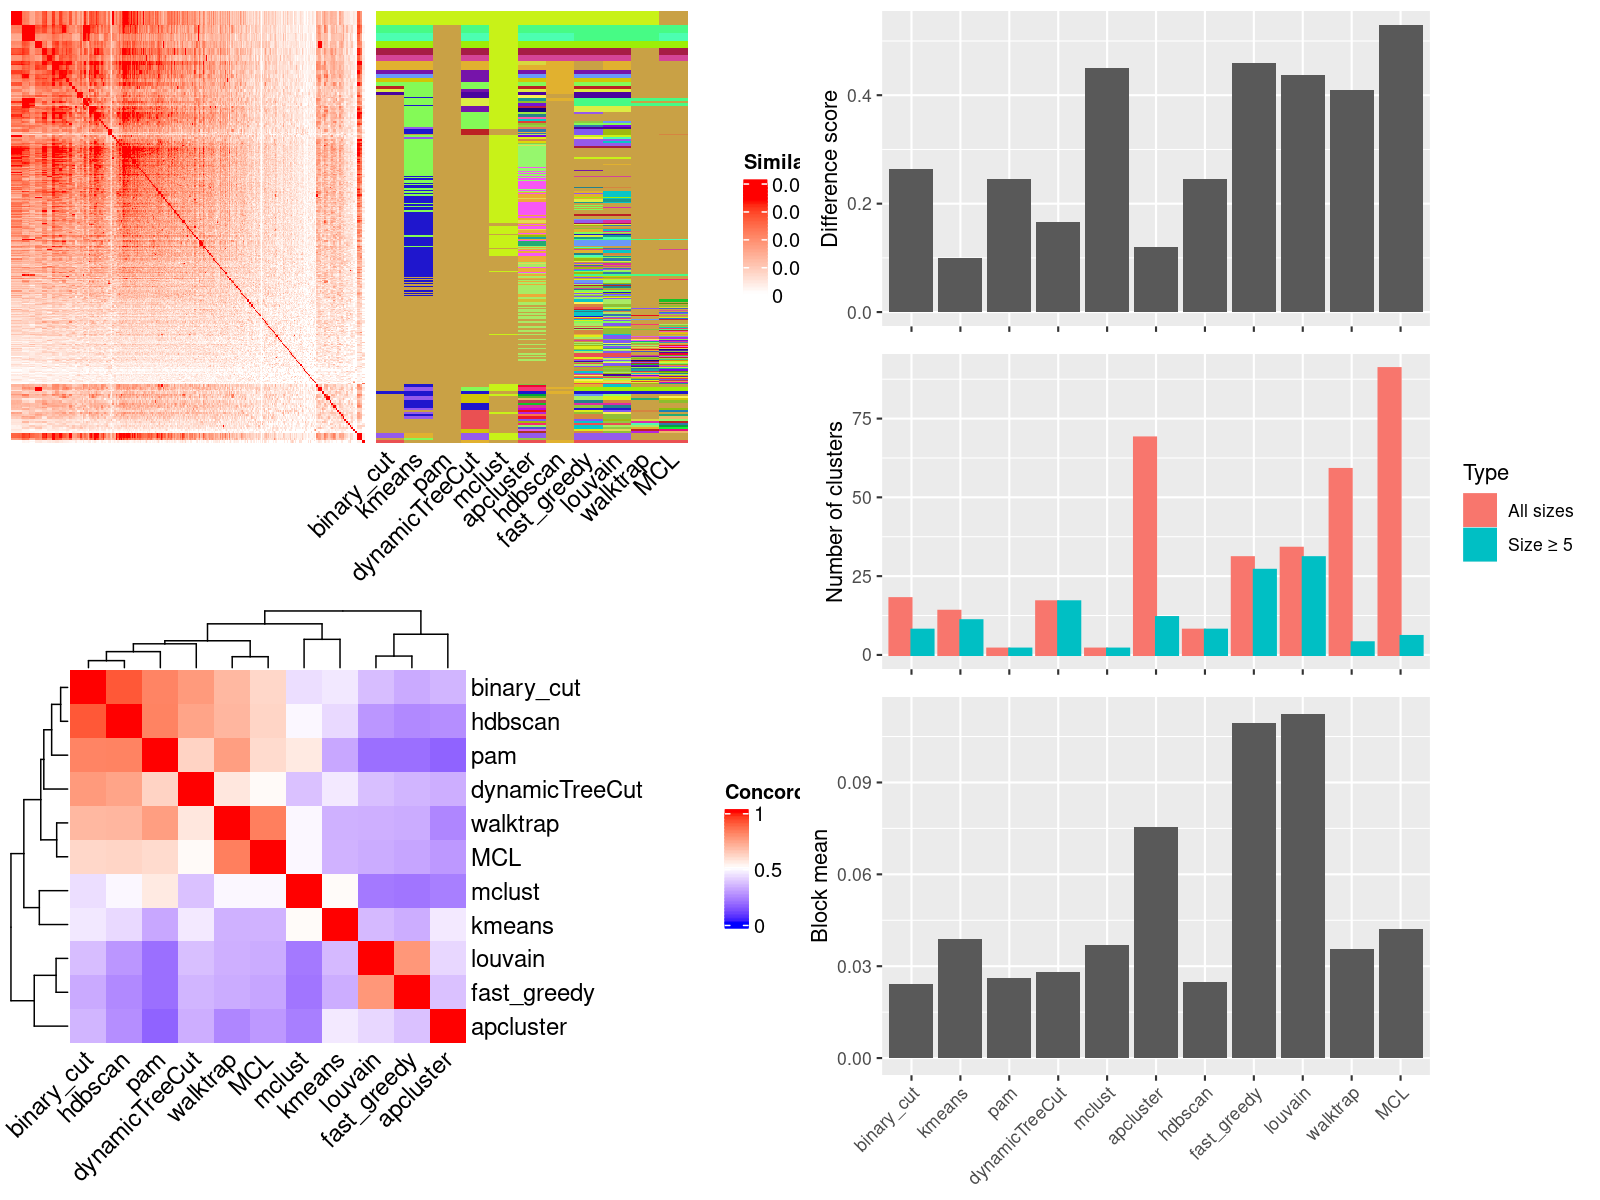 Simila
0.0
0.0
0.0
0.0
0
binary_cut
kmeans
pam
dynamicTreeCut
mclust
apcluster
hdbscan
fast_greedy
louvain
walktrap
MCL
binary_cut
hdbscan
pam
dynamicTreeCut
walktrap
MCL
mclust
kmeans
louvain
fast_greedy
apcluster
binary_cut
hdbscan
pam
dynamicTreeCut
walktrap
MCL
mclust
kmeans
louvain
fast_greedy
apcluster
Concord
1
0.5
0
Difference score
0.4
0.2
0.0
Number of clusters
75
50
25
0
Type
All sizes
Size ≥ 5
Block mean
0.09
0.06
0.03
0.00
binary_cut
kmeans
pam
dynamicTreeCut
mclust
apcluster
hdbscan
fast_greedy
louvain
walktrap
MCL